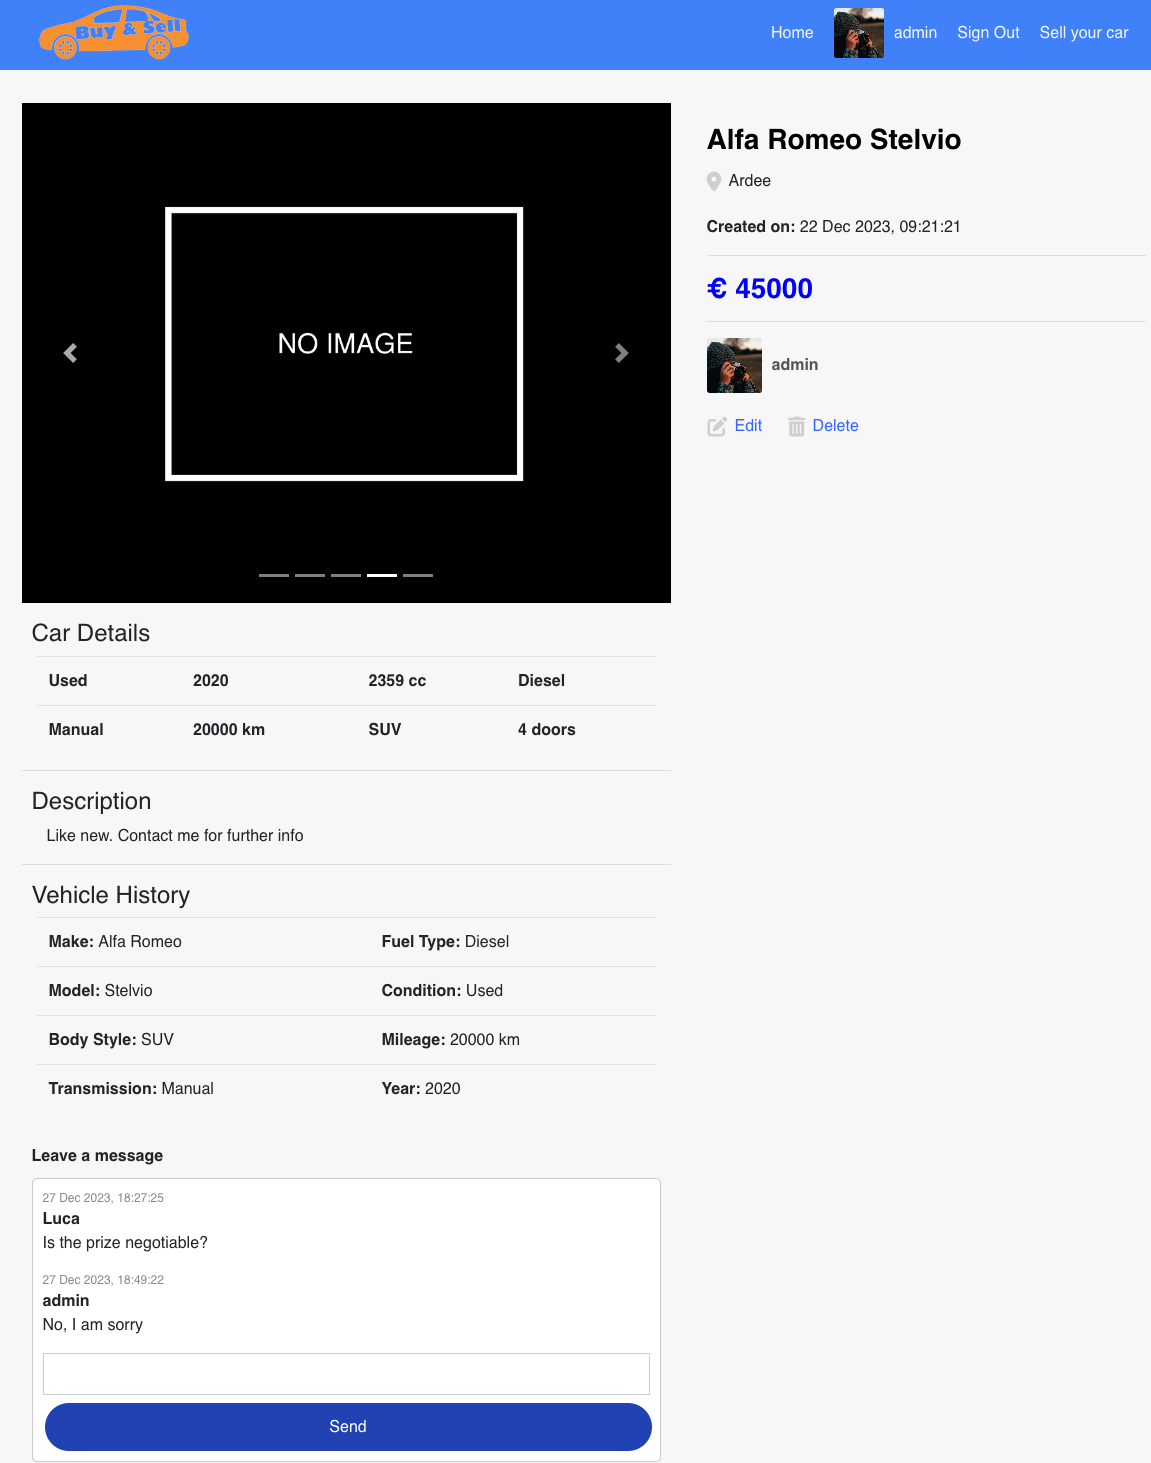 Buy & Sell
Home admin Sign Out Sell your car
NO IMAGE
Alfa Romeo Stelvio
Ardee
Created on: 22 Dec 2023, 09:21:21
€ 45000
admin
Edit Delete
Car Details
Used 2020 2359 cc Diesel
Manual 20000 km SUV 4 doors
Description
Like new. Contact me for further info
Vehicle History
Make: Alfa Romeo Fuel Type: Diesel
Model: Stelvio Condition: Used
Body Style: SUV Mileage: 20000 km
Transmission: Manual Year: 2020
Leave a message
27 Dec 2023, 18:27:25
Luca
Is the prize negotiable?
27 Dec 2023, 18:49:22
admin
No, I am sorry
Send